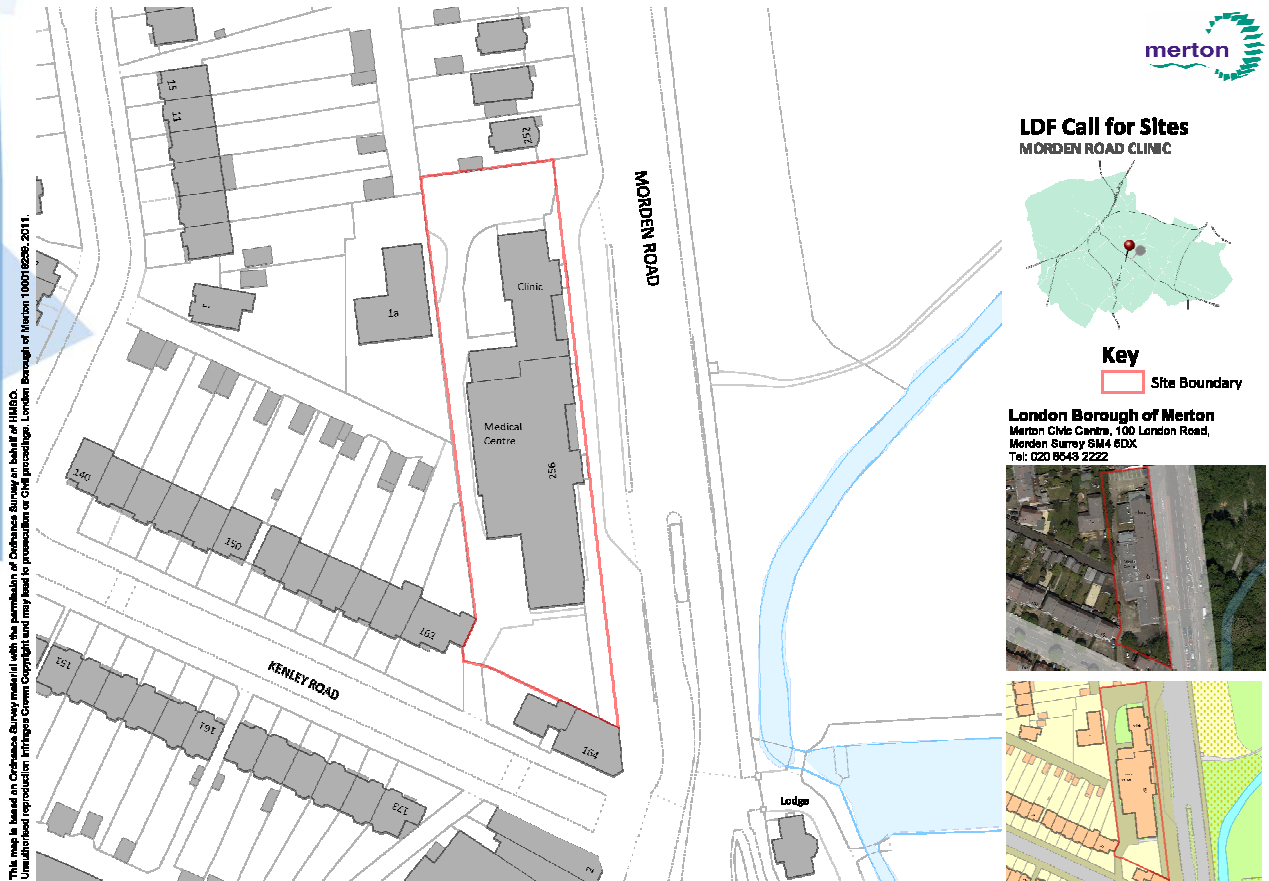 merton
LDF Call for Sites
MORDEN ROAD CLINIC
Key
Site Boundary
London Borough of Merton
Merton Civic Centre, 100 London Road,
Morden Surrey SM4 5DX
Tel: 020 8543 2222
This map is based on Ordnance Survey material with the permission of Ordnance Survey on behalf of HMSO.
Unauthorised reproduction infringes Crown Copyright and may lead to prosecution or Civil procedings. London Borough of Merton 100019259. 2011.
15
11
252
MORDEN ROAD
Clinic
1a
1
Medical
Centre
256
140
150
162
KENLEY ROAD
151
161
164
173
Lodge
2